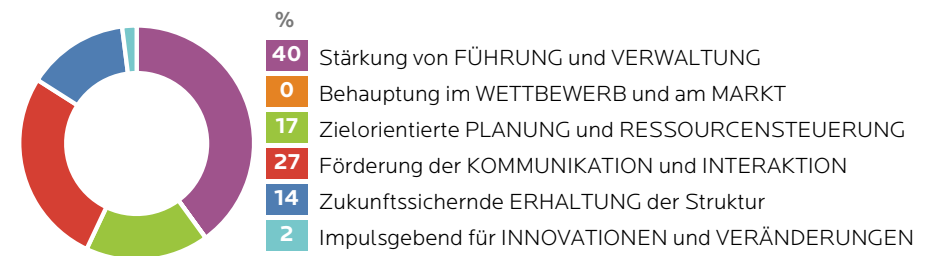 %
40 Stärkung von FÜHRUNG und VERWALTUNG
0 Behauptung im WETTBEWERB und am MARKT
17 Zielorientierte PLANUNG und RESSOURCENSTEUERUNG
27 Förderung der KOMMUNIKATION und INTERAKTION
14 Zukunftssichernde ERHALTUNG der Struktur
2 Impulsgebend für INNOVATIONEN und VERÄNDERUNGEN